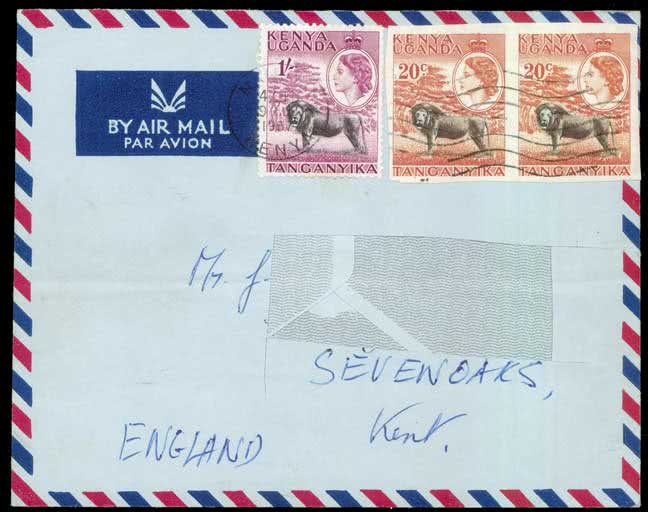 BY AIR MAIL
PAR AVION
KENYA
UGANDA
1/-
TANGANYIKA
KENYA
UGANDA
20c
TANGANYIKA
KENYA
UGANDA
20c
TANGANYIKA
KENYA
Mr. J.
SEVENOAKS,
Kent.
ENGLAND